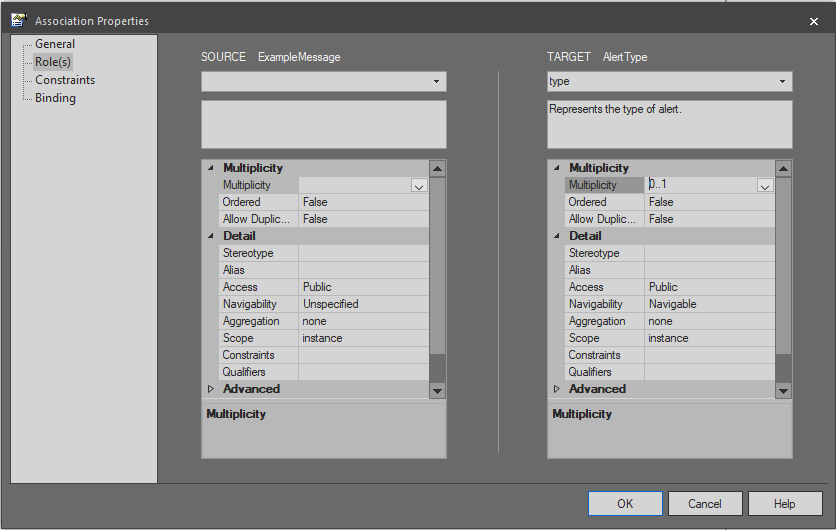 Association Properties
General
Role(s)
Constraints
Binding
SOURCE ExampleMessage
Multiplicity
Multiplicity
Ordered False
Allow Duplic... False
Detail
Stereotype
Alias
Access Public
Navigability Unspecified
Aggregation none
Scope instance
Constraints
Qualifiers
Advanced
Multiplicity
TARGET AlertType
type
Represents the type of alert.
Multiplicity
Multiplicity 0..1
Ordered False
Allow Duplic... False
Detail
Stereotype
Alias
Access Public
Navigability Navigable
Aggregation none
Scope instance
Constraints
Qualifiers
Advanced
Multiplicity
OK Cancel Help